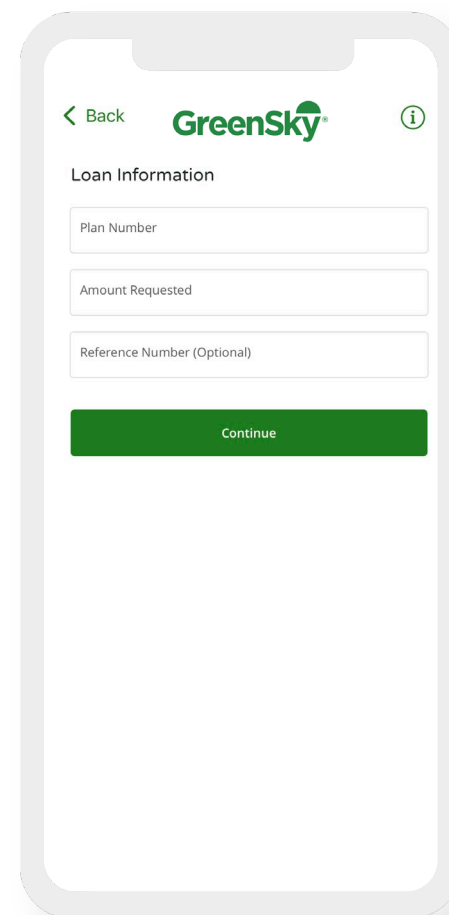 Back
GreenSky®
Loan Information
Plan Number
Amount Requested
Reference Number (Optional)
Continue